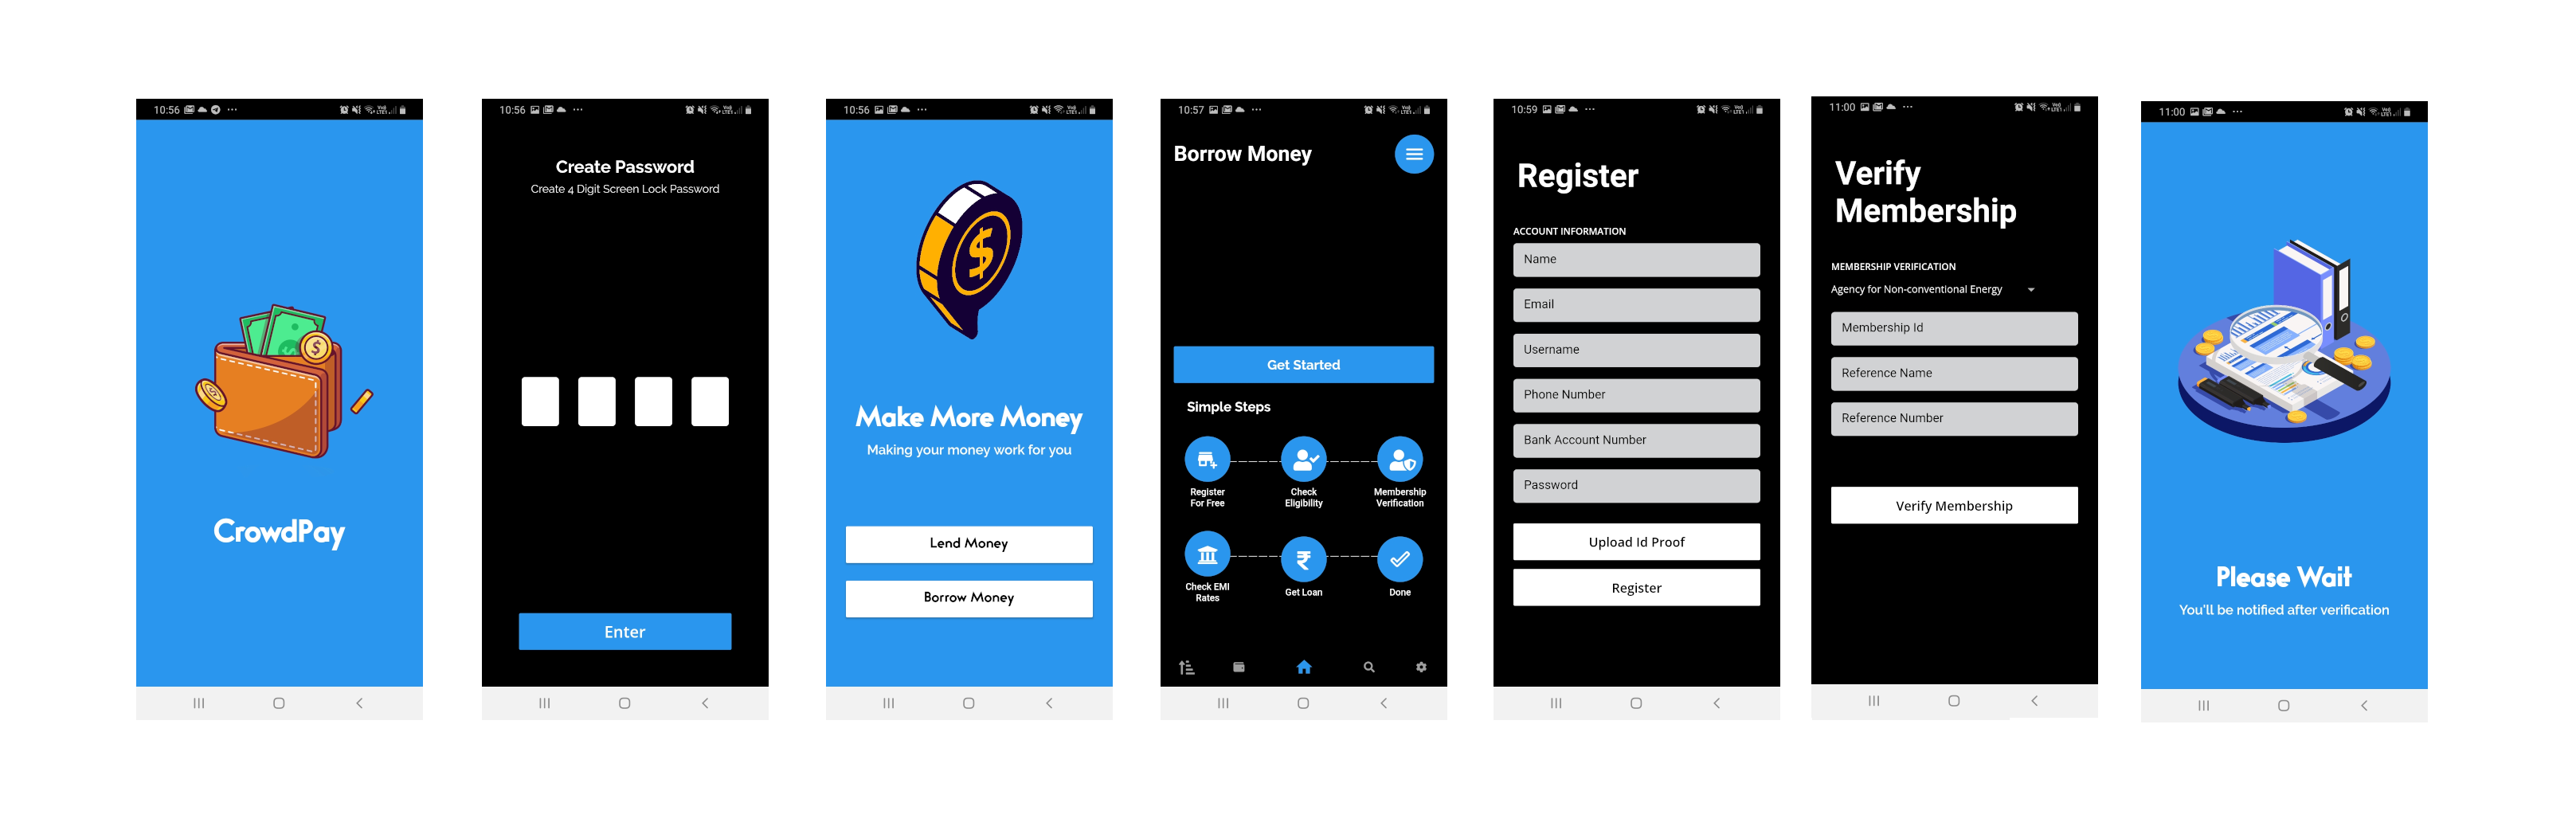 10:56
CrowdPay
10:56
Create Password
Create 4 Digit Screen Lock Password
Enter
10:56
Make More Money
Making your money work for you
Lend Money
Borrow Money
10:57
Borrow Money
Get Started
Simple Steps
Register
For Free
Check
Eligibility
Membership
Verification
Check EMI
Rates
Get Loan
Done
10:59
Register
ACCOUNT INFORMATION
Name
Email
Username
Phone Number
Bank Account Number
Password
Upload Id Proof
Register
11:00
Verify
Membership
MEMBERSHIP VERIFICATION
Agency for Non-conventional Energy
Membership Id
Reference Name
Reference Number
Verify Membership
11:00
Please Wait
You'll be notified after verification